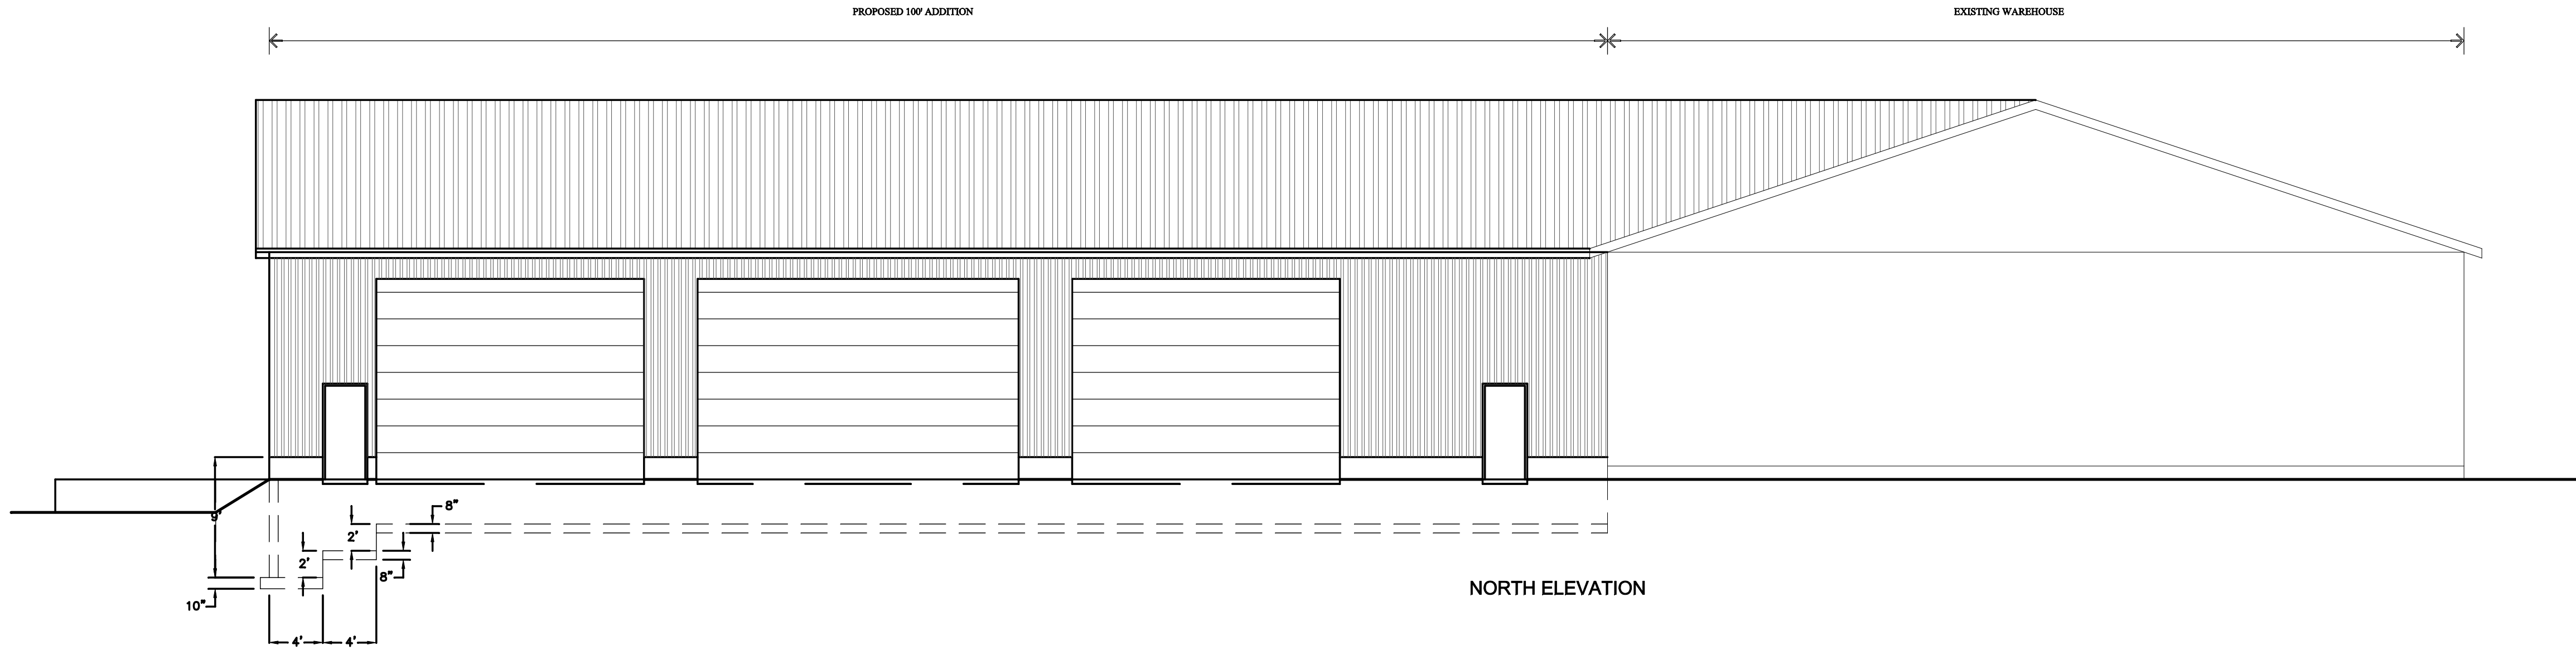 PROPOSED 100' ADDITION
EXISTING WAREHOUSE
8"
9'
2'
2'
8"
10"
NORTH ELEVATION
4'
4'